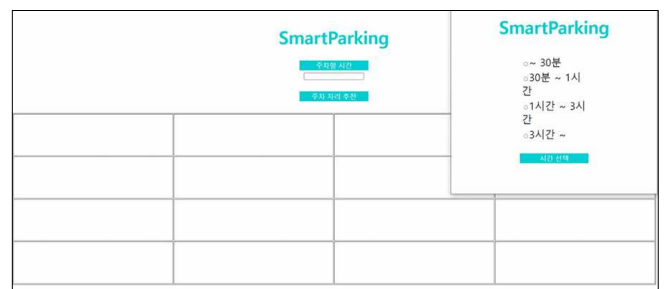 SmartParking
주차할 시간
주차 자리 추천
SmartParking
~ 30분
30분 ~ 1시
간
1시간 ~ 3시
간
3시간 ~
시간 선택